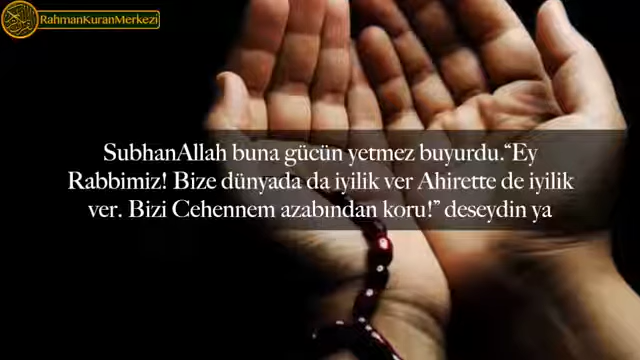 RahmanKuranMerkezi
SubhanAllah buna gücün yetmez buyurdu.“Ey
Rabbimiz! Bize dünyada da iyilik ver Ahirette de iyilik
ver. Bizi Cehennem azabından koru!” deseydin ya